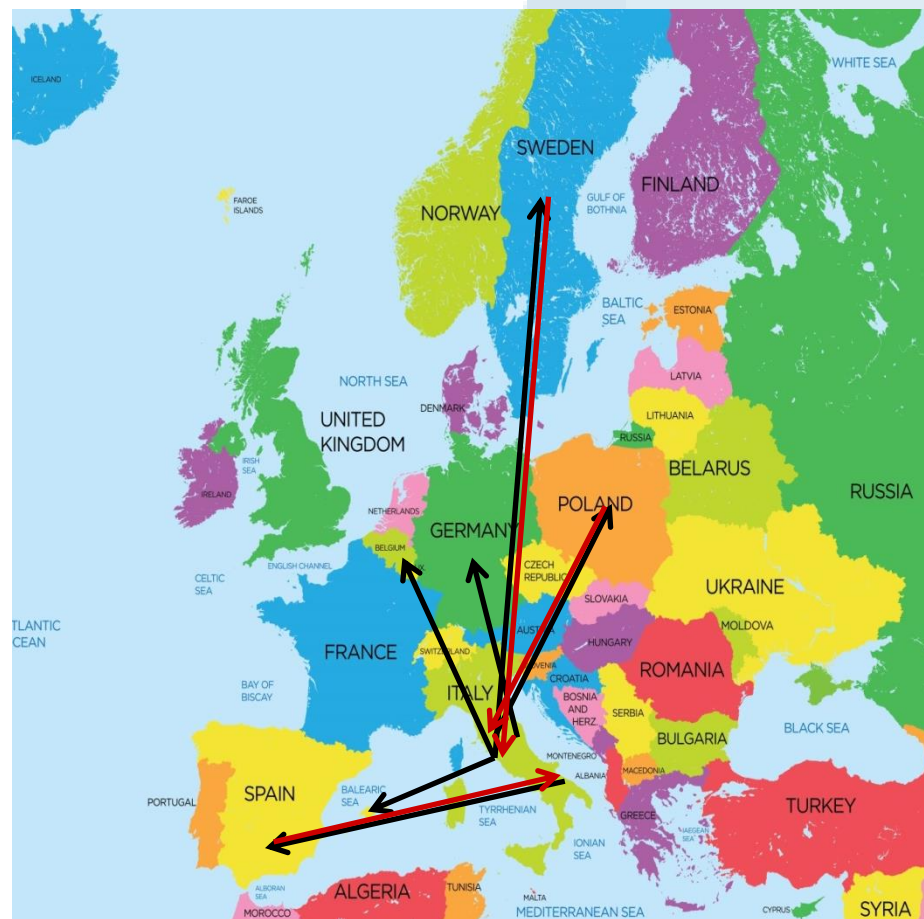 WHITE SEA
ICELAND
SWEDEN
FINLAND
GULF OF
BOTHNIA
FAROE
ISLANDS
NORWAY
BALTIC
SEA
ESTONIA
LATVIA
NORTH SEA
DENMARK
LITHUANIA
UNITED
KINGDOM
RUSSIA
IRISH
SEA
BELARUS
RUSSIA
IRELAND
NETHERLANDS
POLAND
GERMANY
BELGIUM
ENGLISH CHANNEL
CZECH
REPUBLIC
CELTIC
SEA
UKRAINE
SLOVAKIA
TLANTIC
CEAN
AUSTRIA
MOLDOVA
HUNGARY
FRANCE
SWITZERLAND
SLOVENIA
ROMANIA
CROATIA
BAY OF
BISCAY
ITALY
BOSNIA
AND
HERZ.
SERBIA
BLACK SEA
BULGARIA
MONTENEGRO
MACEDONIA
ALBANIA
PORTUGAL
SPAIN
BALEARIC
SEA
TYRRHENIAN
SEA
GREECE
TURKEY
AEGEAN
SEA
IONIAN
SEA
ALBORAN
SEA
ALGERIA
TUNISIA
MALTA
MOROCCO
MEDITERRANEAN SEA
CYPRUS
SYRIA